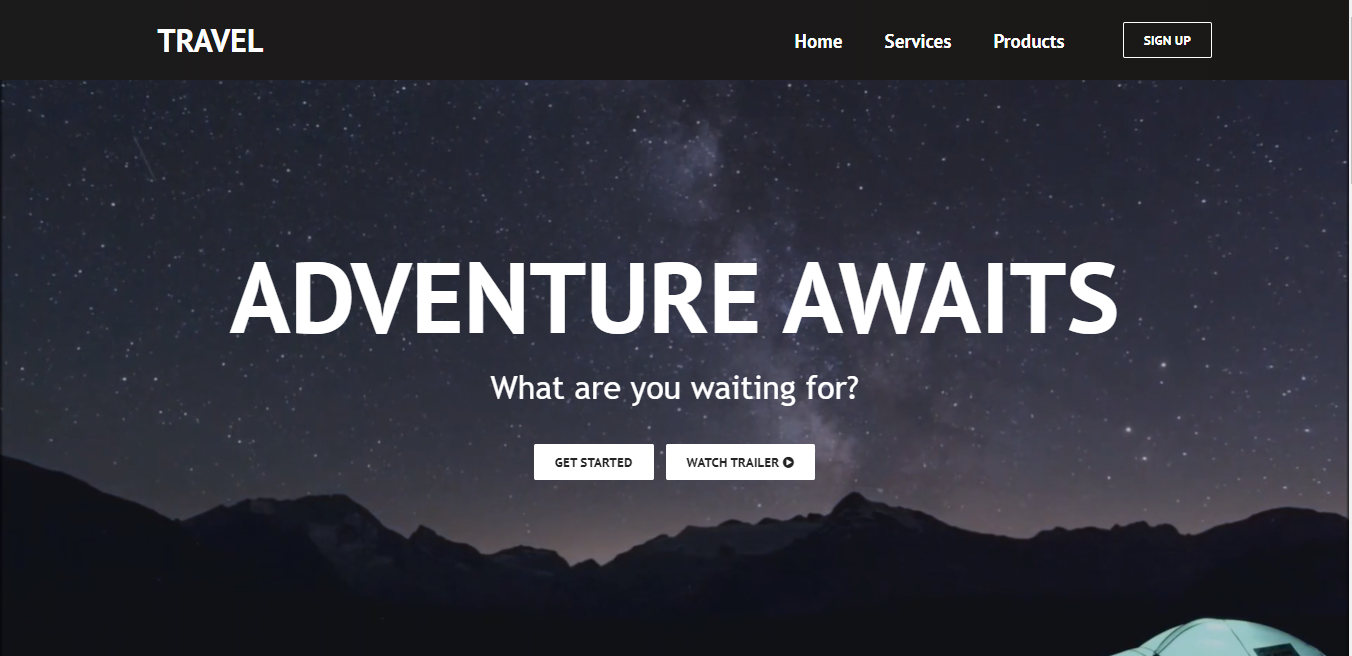 TRAVEL
Home Services Products SIGN UP
ADVENTURE AWAITS
What are you waiting for?
GET STARTED WATCH TRAILER